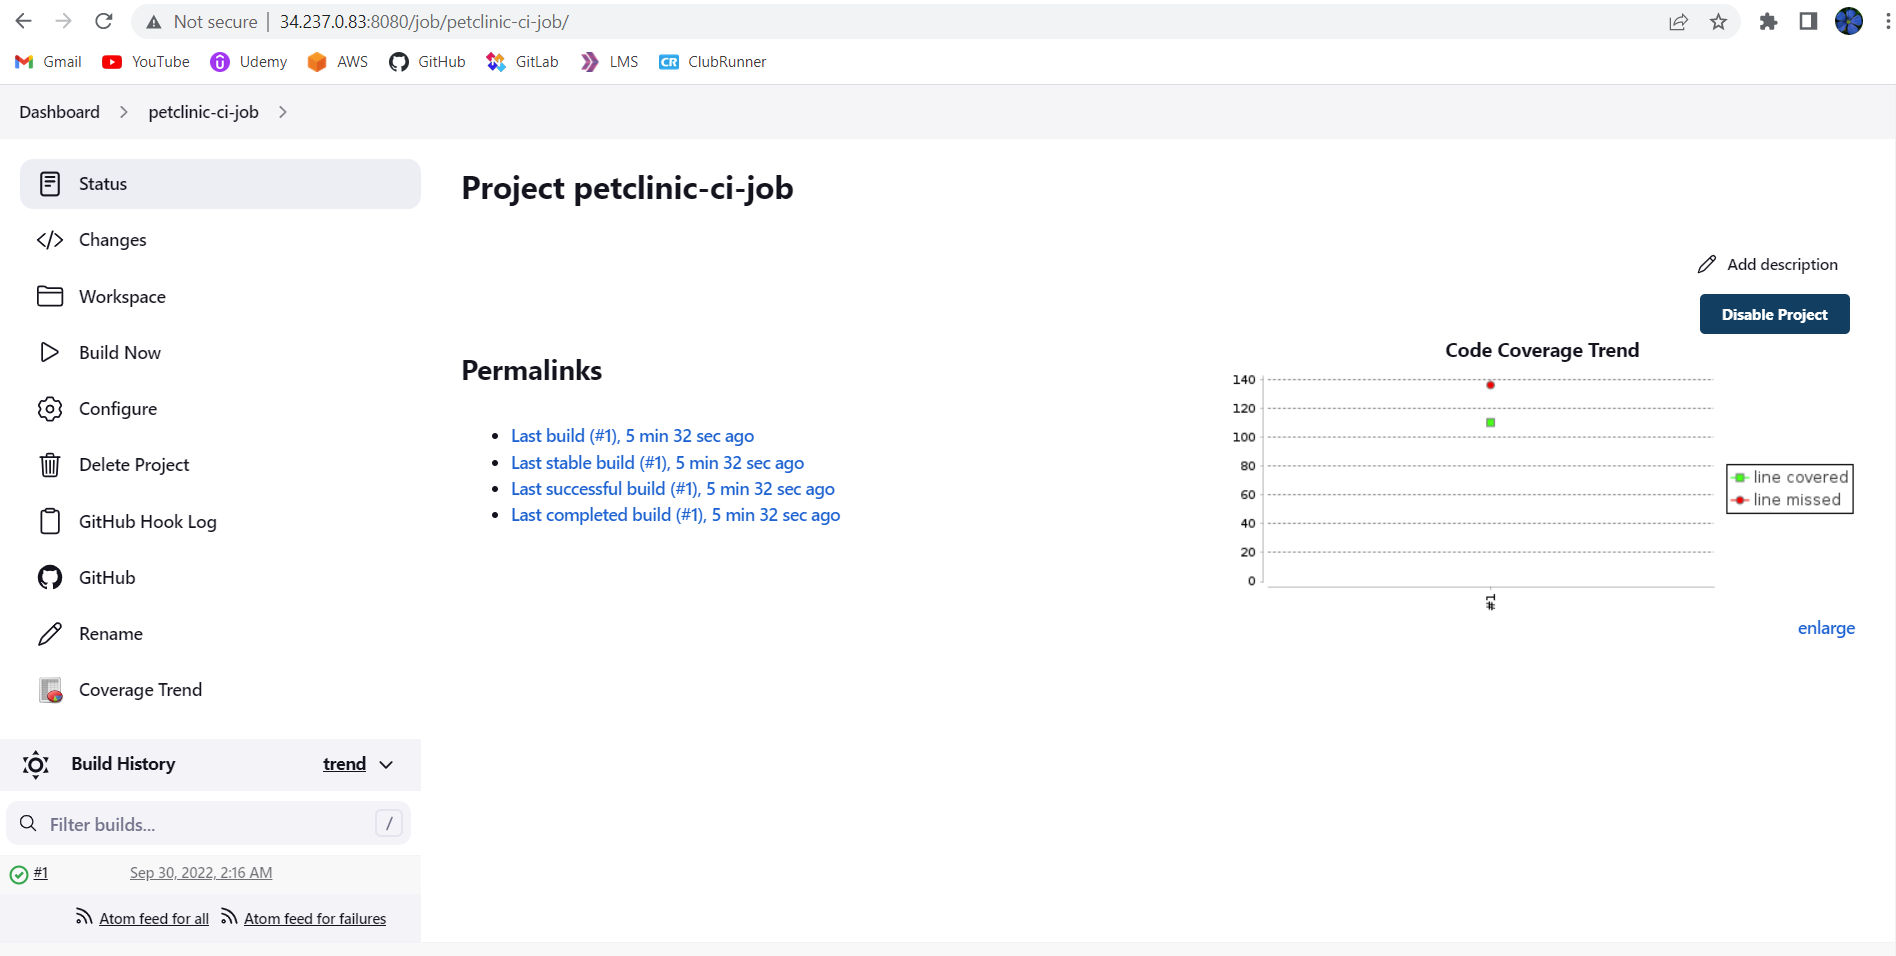 Not secure | 34.237.0.83:8080/job/petclinic-ci-job/
Gmail YouTube Udemy AWS GitHub GitLab LMS CR ClubRunner
Dashboard petclinic-ci-job
Status
Changes
Workspace
Build Now
Configure
Delete Project
GitHub Hook Log
GitHub
Rename
Coverage Trend
Build History trend
Filter builds... /
#1 Sep 30, 2022, 2:16 AM
Atom feed for all Atom feed for failures
Project petclinic-ci-job
Add description
Disable Project
Permalinks
Last build (#1), 5 min 32 sec ago
Last stable build (#1), 5 min 32 sec ago
Last successful build (#1), 5 min 32 sec ago
Last completed build (#1), 5 min 32 sec ago
Code Coverage Trend
140
120
100
80
60
40
20
0
#1
line covered
line missed
enlarge